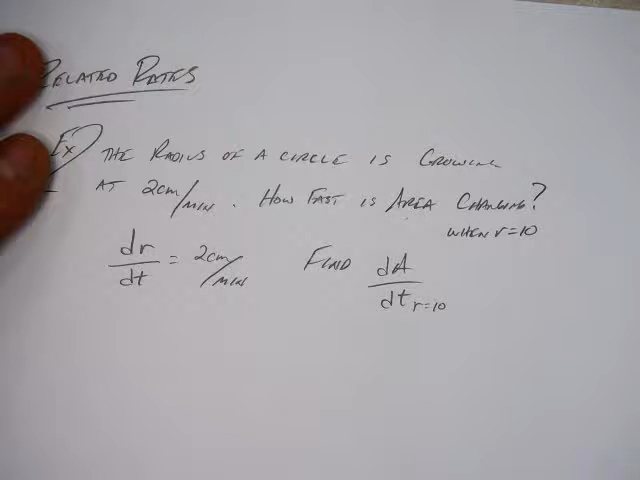 RELATED RATES
Ex) THE RADIUS OF A CIRCLE IS GROWING
AT 2cm/MIN. HOW FAST IS AREA CHANGING?
WHEN r=10
dr/dt = 2cm/MIN FIND dA/dt r=10